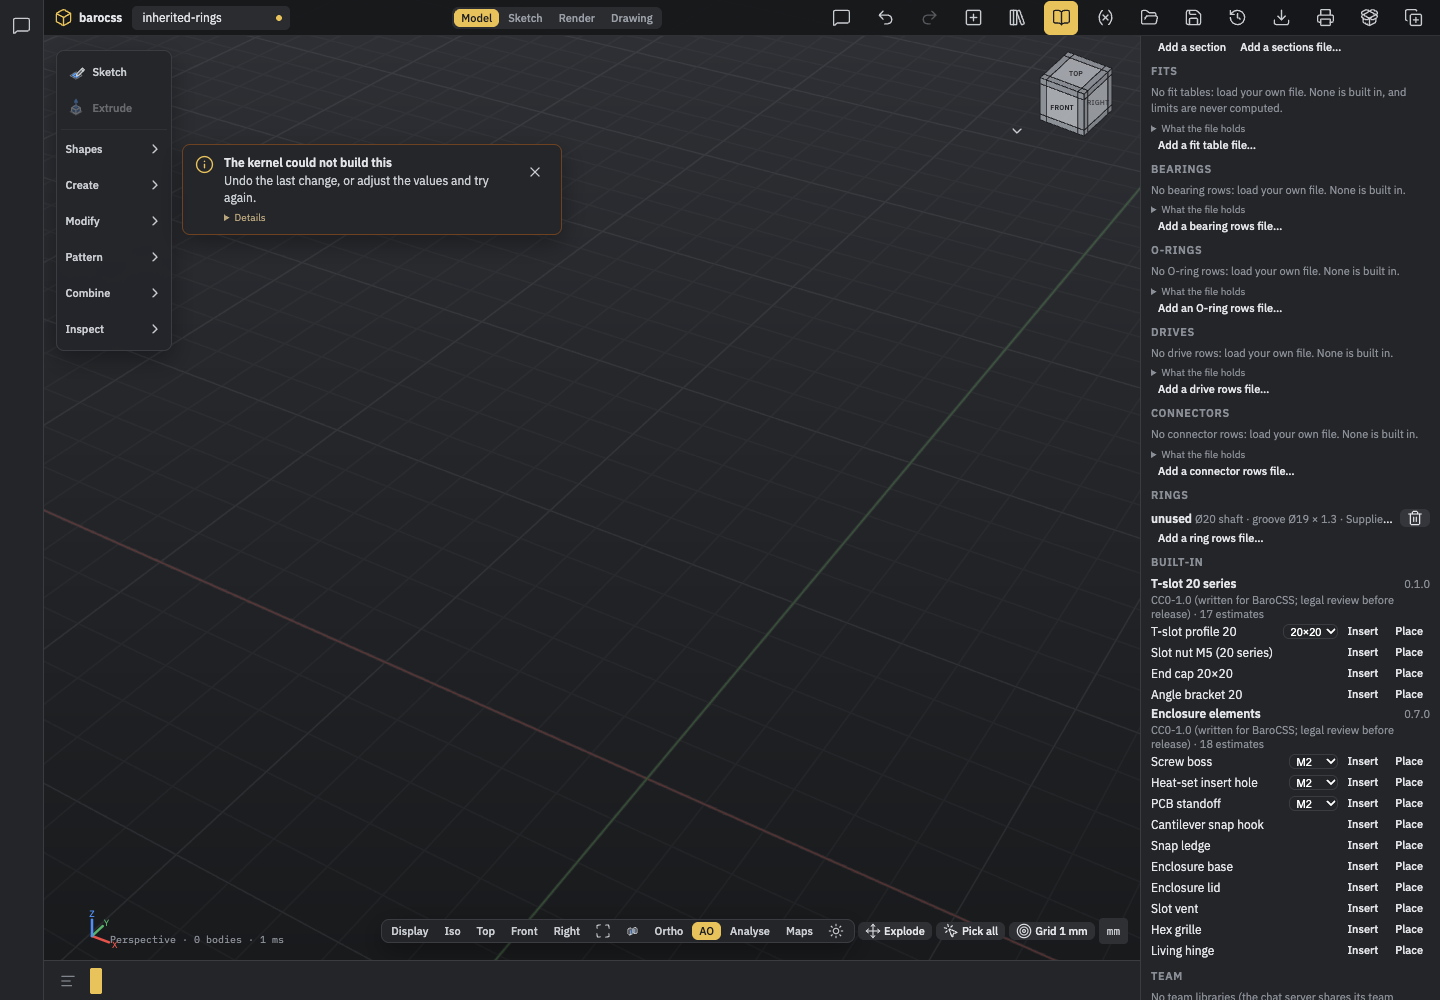 barocss
inherited-rings
Model
Sketch
Render
Drawing
Sketch
Extrude
Shapes
Create
Modify
Pattern
Combine
Inspect
The kernel could not build this
Undo the last change, or adjust the values and try
again.
Details
TOP
FRONT
RIGHT
Add a section Add a sections file...
FITS
No fit tables: load your own file. None is built in, and
limits are never computed.
What the file holds
Add a fit table file...
BEARINGS
No bearing rows: load your own file. None is built in.
What the file holds
Add a bearing rows file...
O-RINGS
No O-ring rows: load your own file. None is built in.
What the file holds
Add an O-ring rows file...
DRIVES
No drive rows: load your own file. None is built in.
What the file holds
Add a drive rows file...
CONNECTORS
No connector rows: load your own file. None is built in.
What the file holds
Add a connector rows file...
RINGS
unused Ø20 shaft · groove Ø19 × 1.3 · Supplie...
Add a ring rows file...
BUILT-IN
T-slot 20 series 0.1.0
CC0-1.0 (written for BaroCSS; legal review before
release) · 17 estimates
T-slot profile 20 20×20 Insert Place
Slot nut M5 (20 series) Insert Place
End cap 20×20 Insert Place
Angle bracket 20 Insert Place
Enclosure elements 0.7.0
CC0-1.0 (written for BaroCSS; legal review before
release) · 18 estimates
Screw boss M2 Insert Place
Heat-set insert hole M2 Insert Place
PCB standoff M2 Insert Place
Cantilever snap hook Insert Place
Snap ledge Insert Place
Enclosure base Insert Place
Enclosure lid Insert Place
Slot vent Insert Place
Hex grille Insert Place
Living hinge Insert Place
TEAM
No team libraries (the chat server shares its team
Z
Y
X
Perspective · 0 bodies · 1 ms
Display Iso Top Front Right Ortho AO Analyse Maps Explode Pick all Grid 1 mm mm